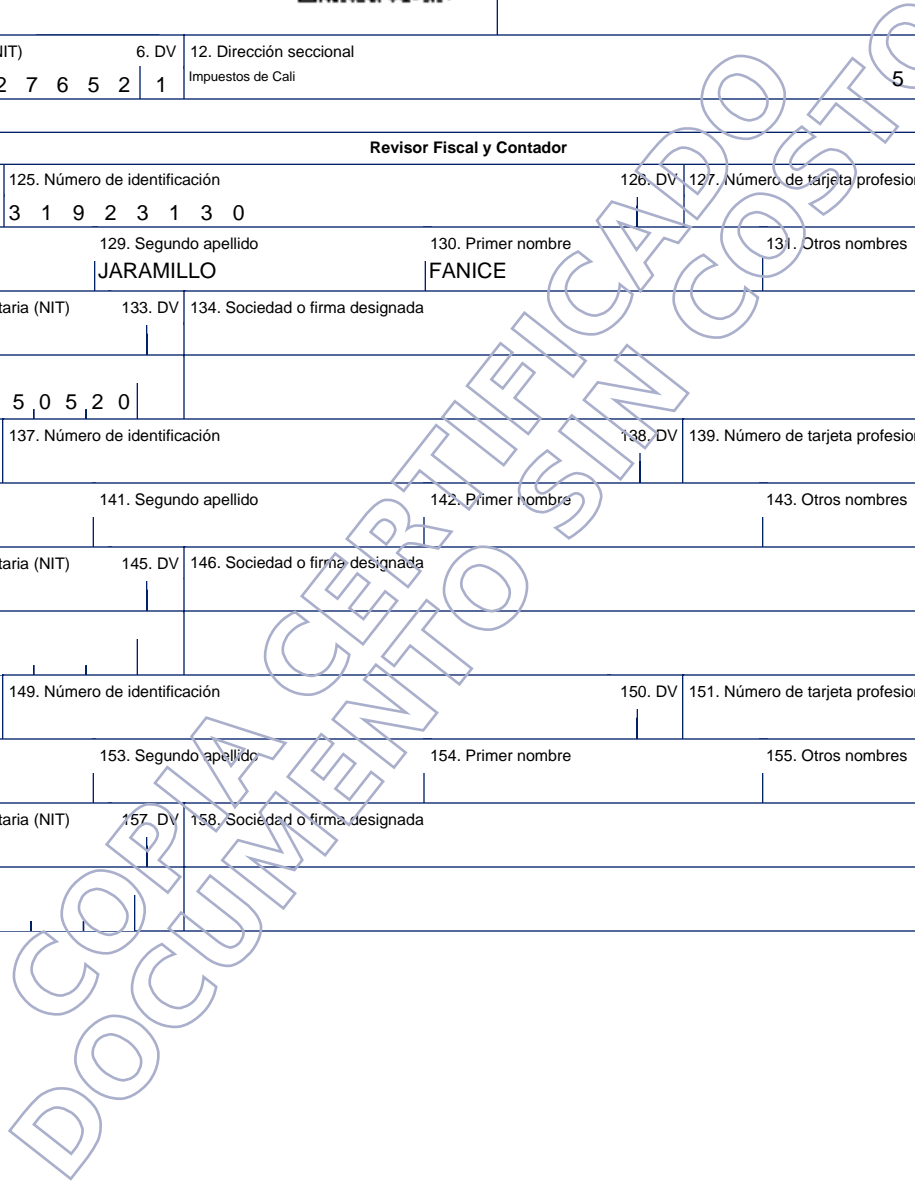 NIT) 6. DV 12. Dirección seccional
2 7 6 5 2 1 Impuestos de Cali 5
Revisor Fiscal y Contador
125. Número de identificación 126. DV 127. Número de tarjeta profesion
3 1 9 2 3 1 3 0
129. Segundo apellido 130. Primer nombre 131. Otros nombres
JARAMILLO FANICE
taria (NIT) 133. DV 134. Sociedad o firma designada
5 0 5 2 0
137. Número de identificación 138. DV 139. Número de tarjeta profesion
141. Segundo apellido 142. Primer nombre 143. Otros nombres
taria (NIT) 145. DV 146. Sociedad o firma designada
149. Número de identificación 150. DV 151. Número de tarjeta profesion
153. Segundo apellido 154. Primer nombre 155. Otros nombres
taria (NIT) 157. DV 158. Sociedad o firma designada
COPIA CERTIFICADO
DOCUMENTO SIN COSTO